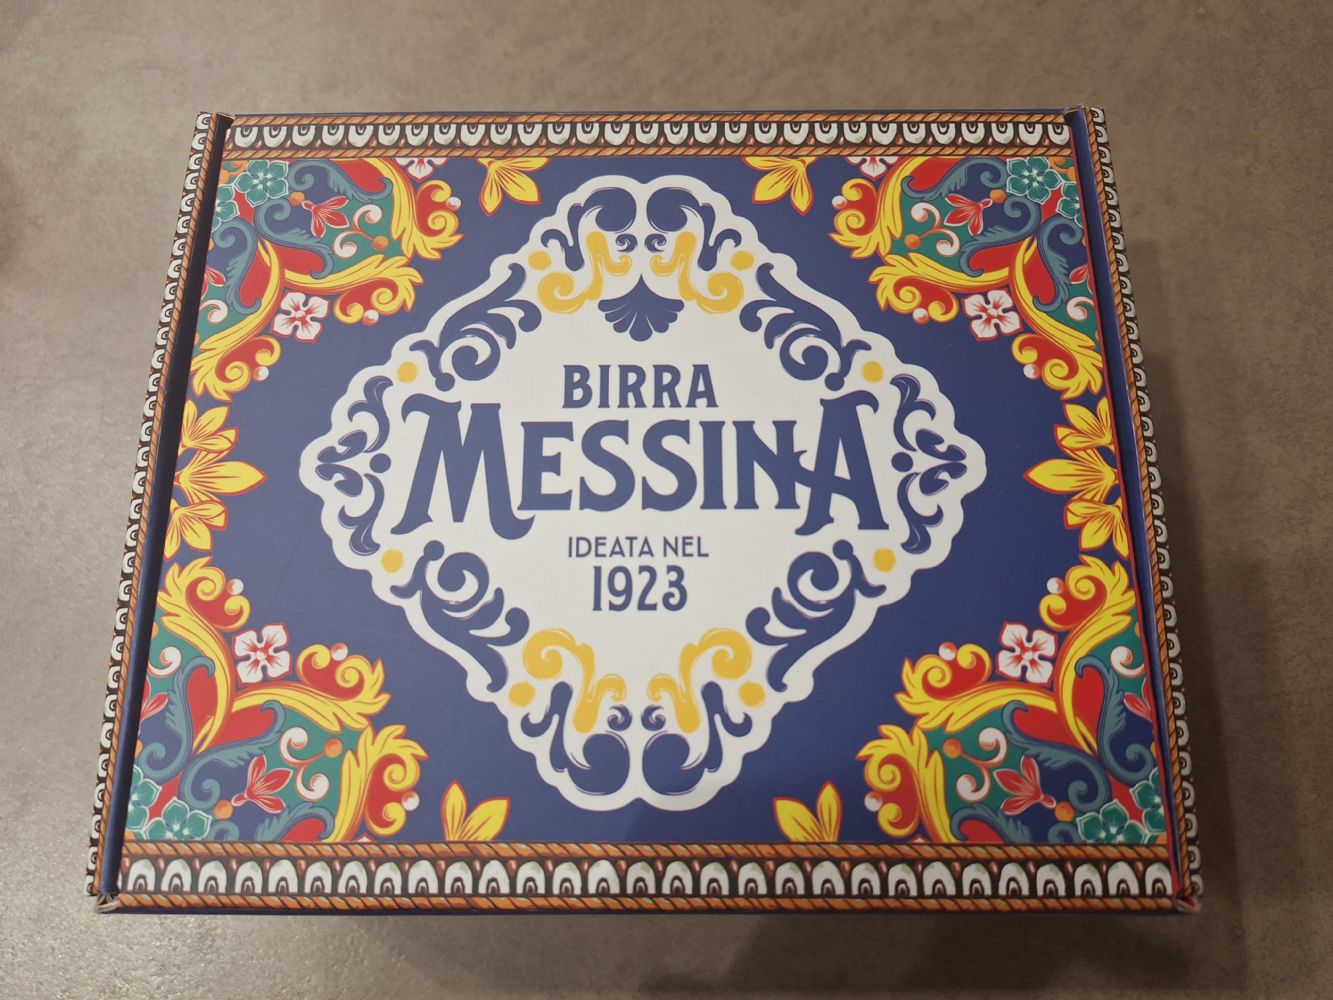 BIRRA
MESSINA
IDEATA NEL
1923